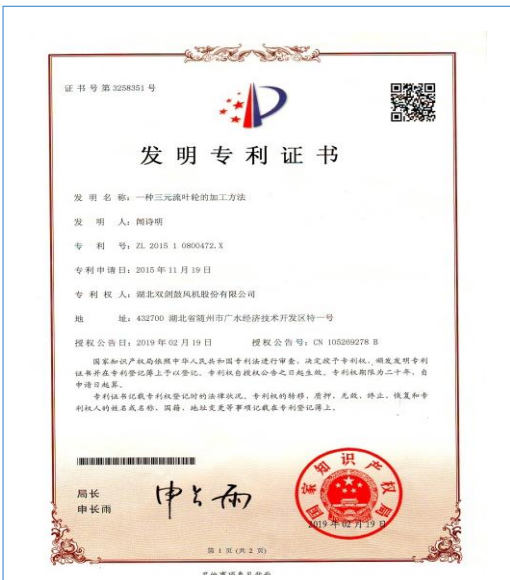 证书号第3258351号
发明专利证书
发明名称：一种三元流叶轮的加工方法
发明人：闻诗明
专利号：ZL 2015 1 0800472.X
专利申请日：2015年11月19日
专利权人：湖北双剑鼓风机股份有限公司
地址：432700 湖北省随州市广水经济技术开发区特一号
授权公告日：2019年02月19日 授权公告号：CN 105269278 B
国家知识产权局依照中华人民共和国专利法进行审查，决定授予专利权，颁发发明专利
证书并在专利登记簿上予以登记。专利权自授权公告之日起生效。专利权期限为二十年，自
申请日起算。
专利证书记载专利权登记时的法律状况。专利权的转移、质押、无效、终止、恢复和专
利权人的姓名或名称、国籍、地址变更等事项记载在专利登记簿上。
局长
申长雨
申长雨
国家知识产权局
2019年02月19日
第 1 页 (共 2 页)